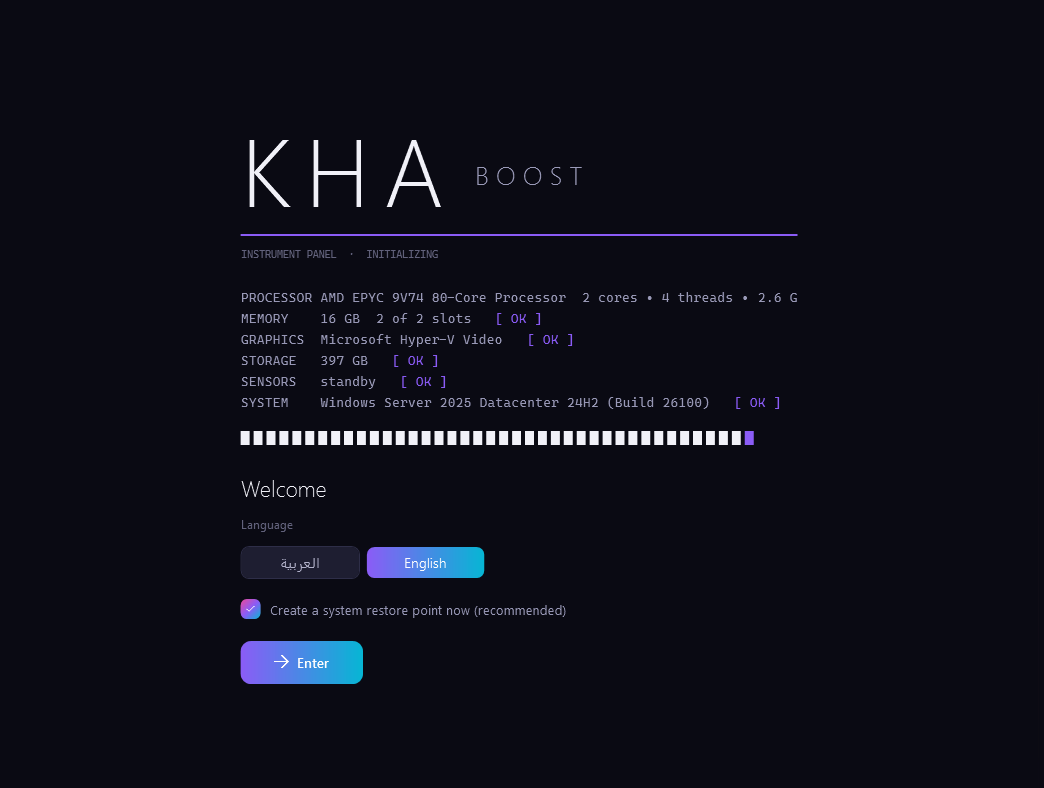 KHA BOOST
INSTRUMENT PANEL · INITIALIZING
PROCESSOR AMD EPYC 9V74 80-Core Processor 2 cores • 4 threads • 2.6 G
MEMORY 16 GB 2 of 2 slots [ OK ]
GRAPHICS Microsoft Hyper-V Video [ OK ]
STORAGE 397 GB [ OK ]
SENSORS standby [ OK ]
SYSTEM Windows Server 2025 Datacenter 24H2 (Build 26100) [ OK ]
Welcome
Language
العربية English
Create a system restore point now (recommended)
Enter